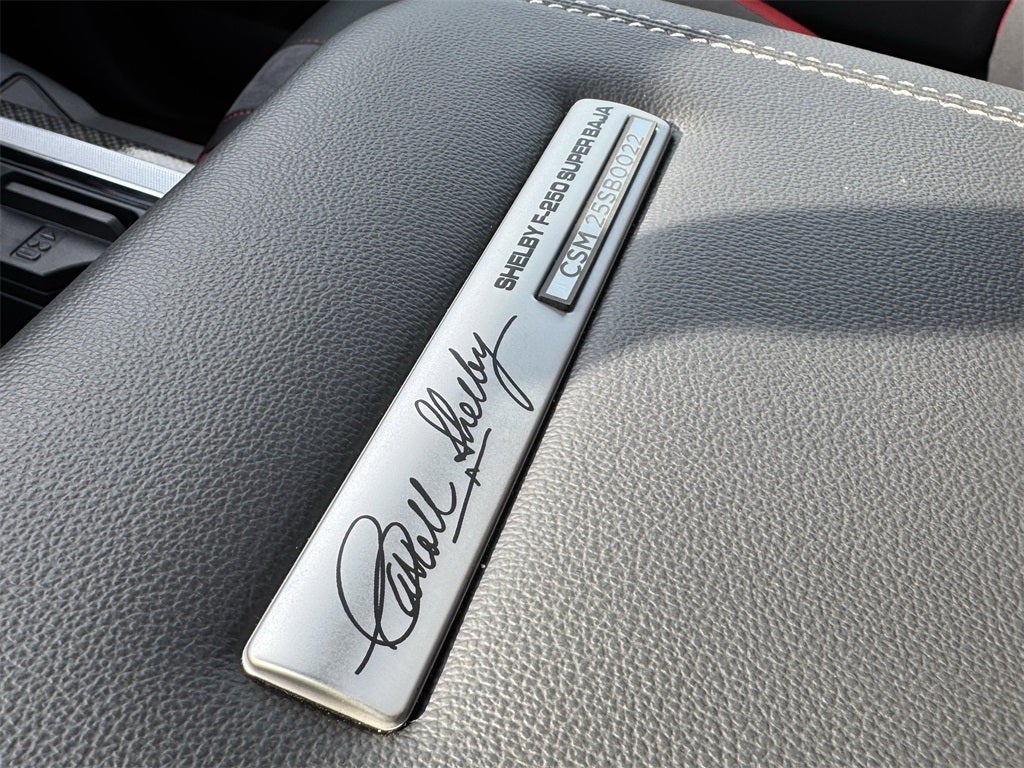 SHELBY F-250 SUPER BAJA
CSM 25SB0022
Carroll Shelby